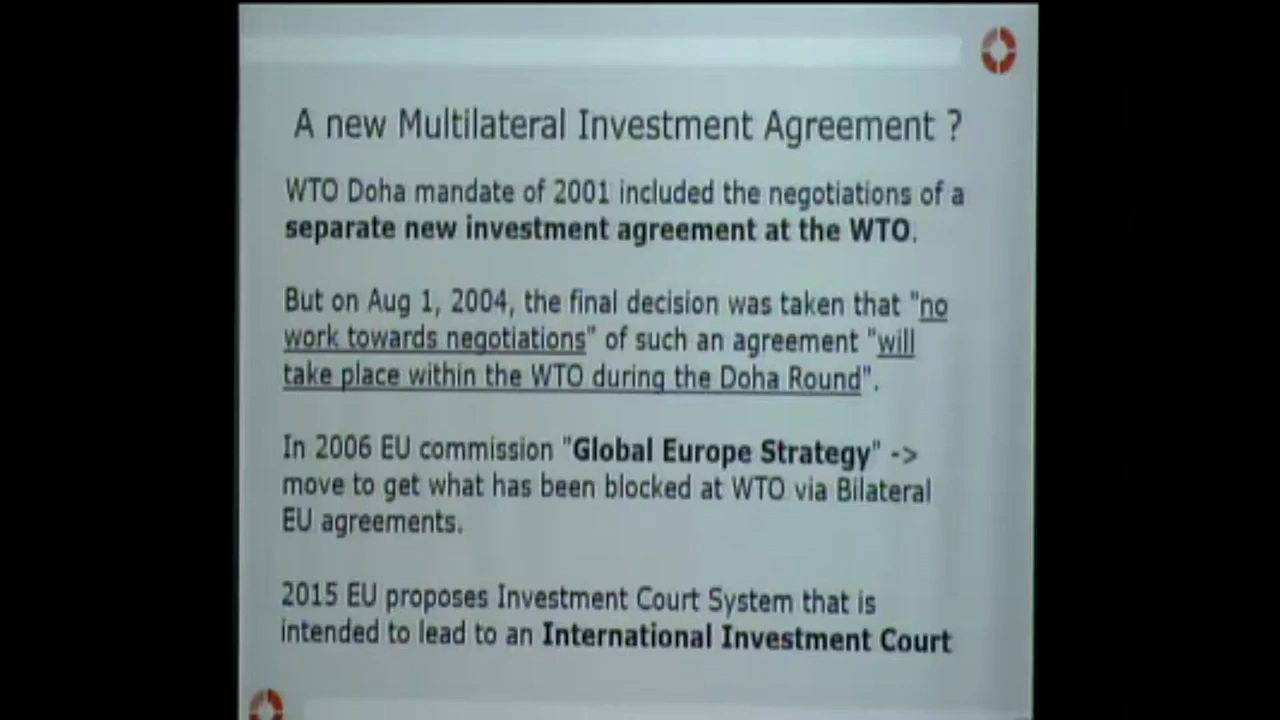 A new Multilateral Investment Agreement ?
WTO Doha mandate of 2001 included the negotiations of a
separate new investment agreement at the WTO.
But on Aug 1, 2004, the final decision was taken that "no
work towards negotiations" of such an agreement "will
take place within the WTO during the Doha Round".
In 2006 EU commission "Global Europe Strategy" ->
move to get what has been blocked at WTO via Bilateral
EU agreements.
2015 EU proposes Investment Court System that is
intended to lead to an International Investment Court